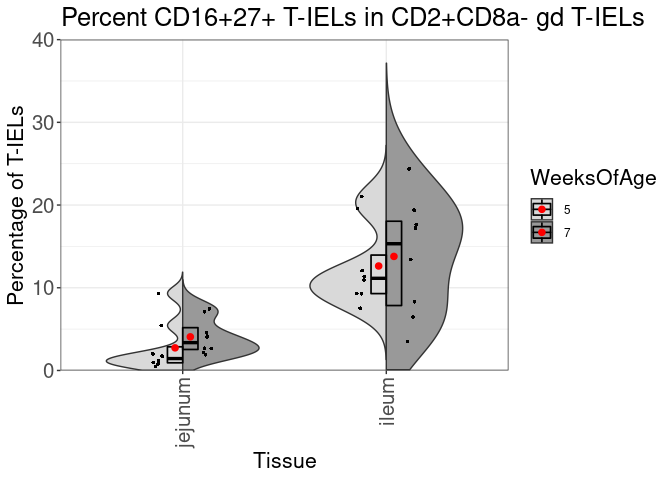 Percent CD16+27+ T-IELs in CD2+CD8a- gd T-IELs
Percentage of T-IELs
40
30
20
10
0
jejunum
ileum
Tissue
WeeksOfAge
5
7